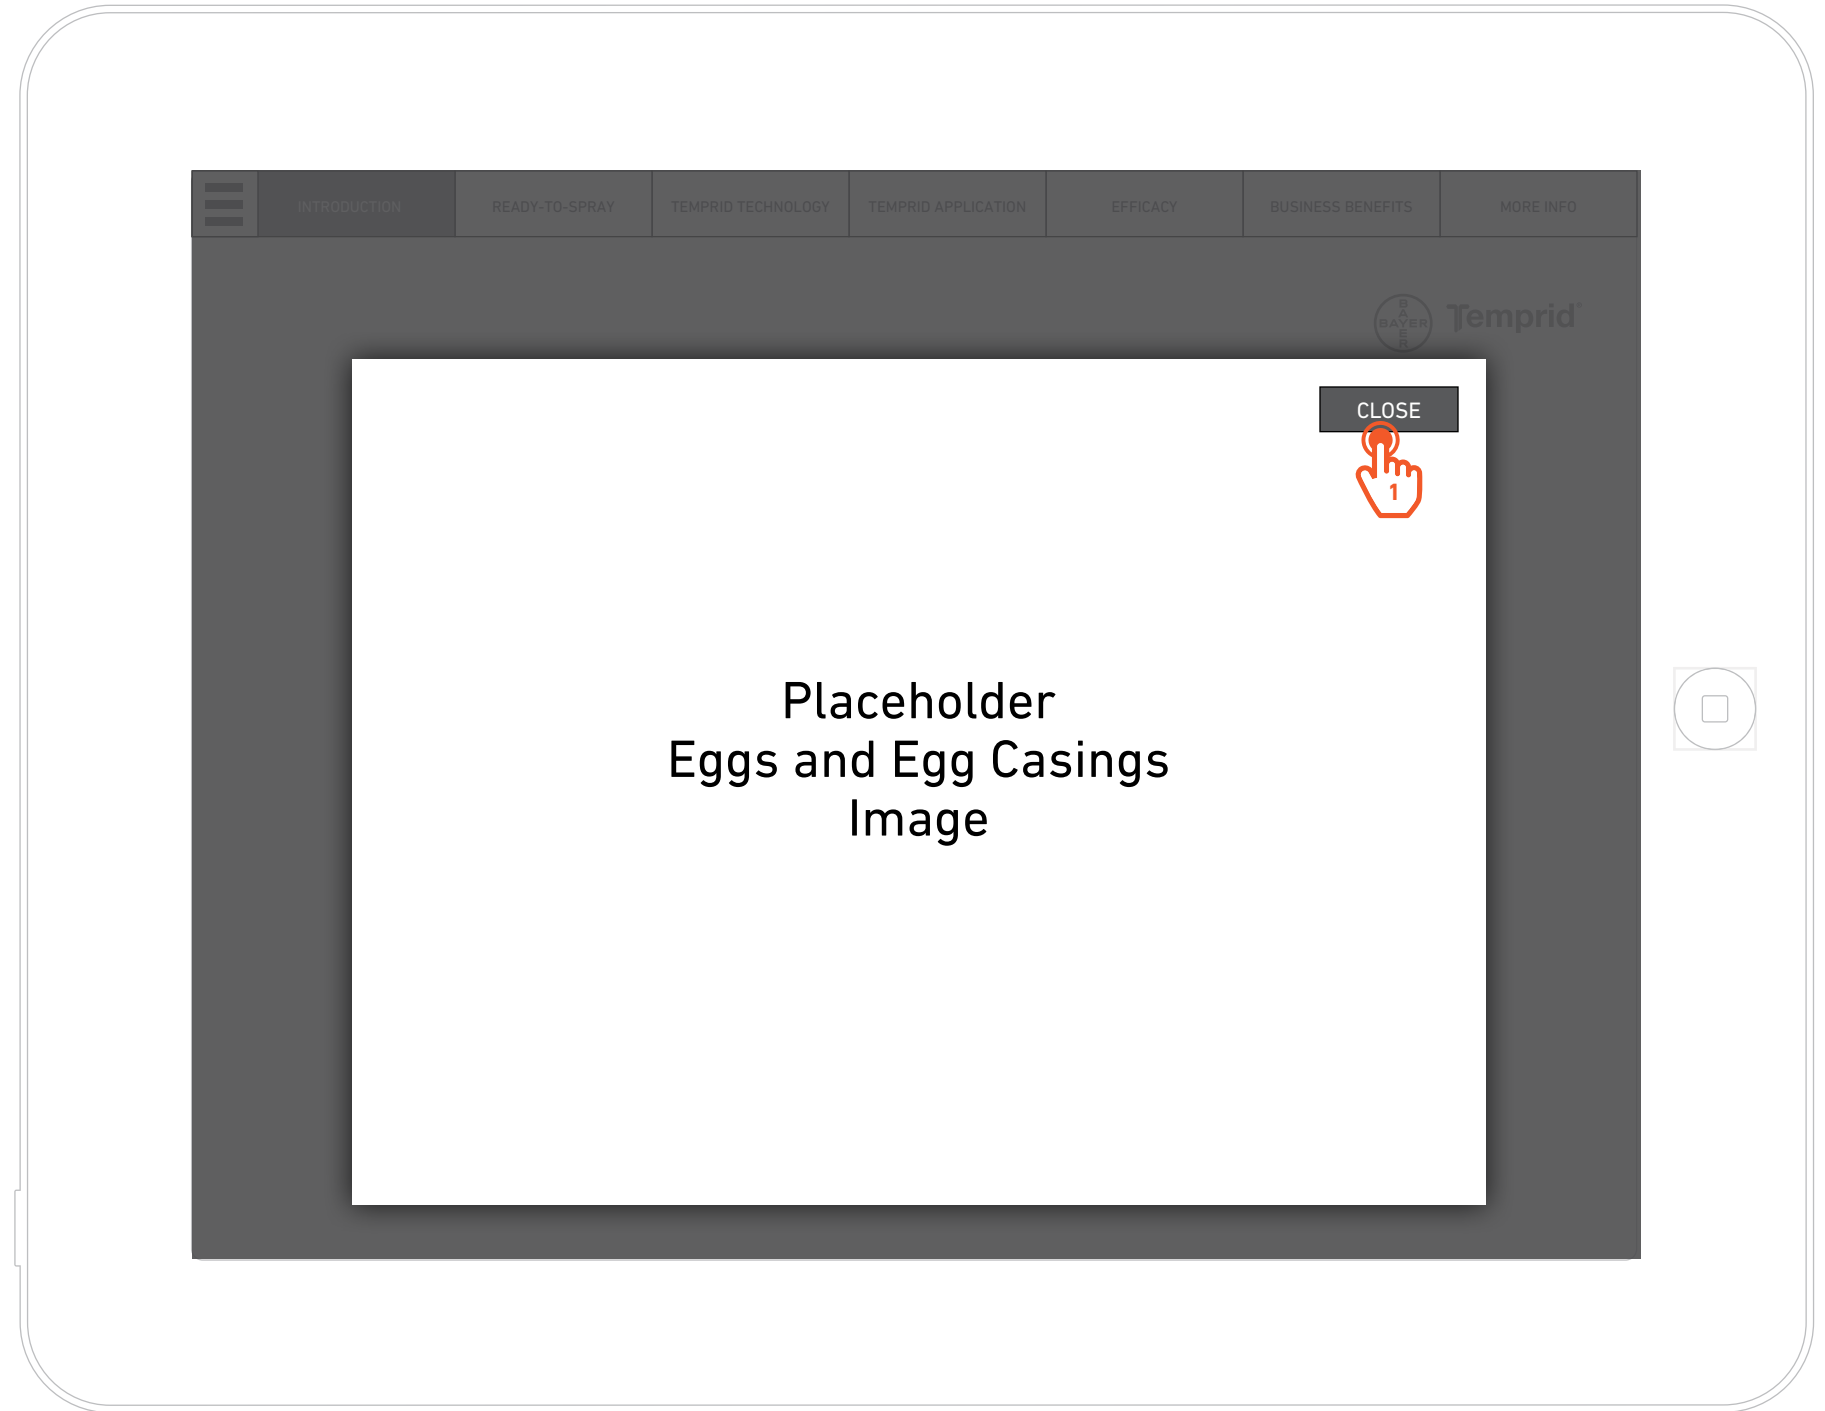 INTRODUCTION
READY-TO-SPRAY
TEMPRID TECHNOLOGY
TEMPRID APPLICATION
EFFICACY
BUSINESS BENEFITS
MORE INFO
BAYER
BAYER
Temprid®
CLOSE
1
Placeholder
Eggs and Egg Casings
Image